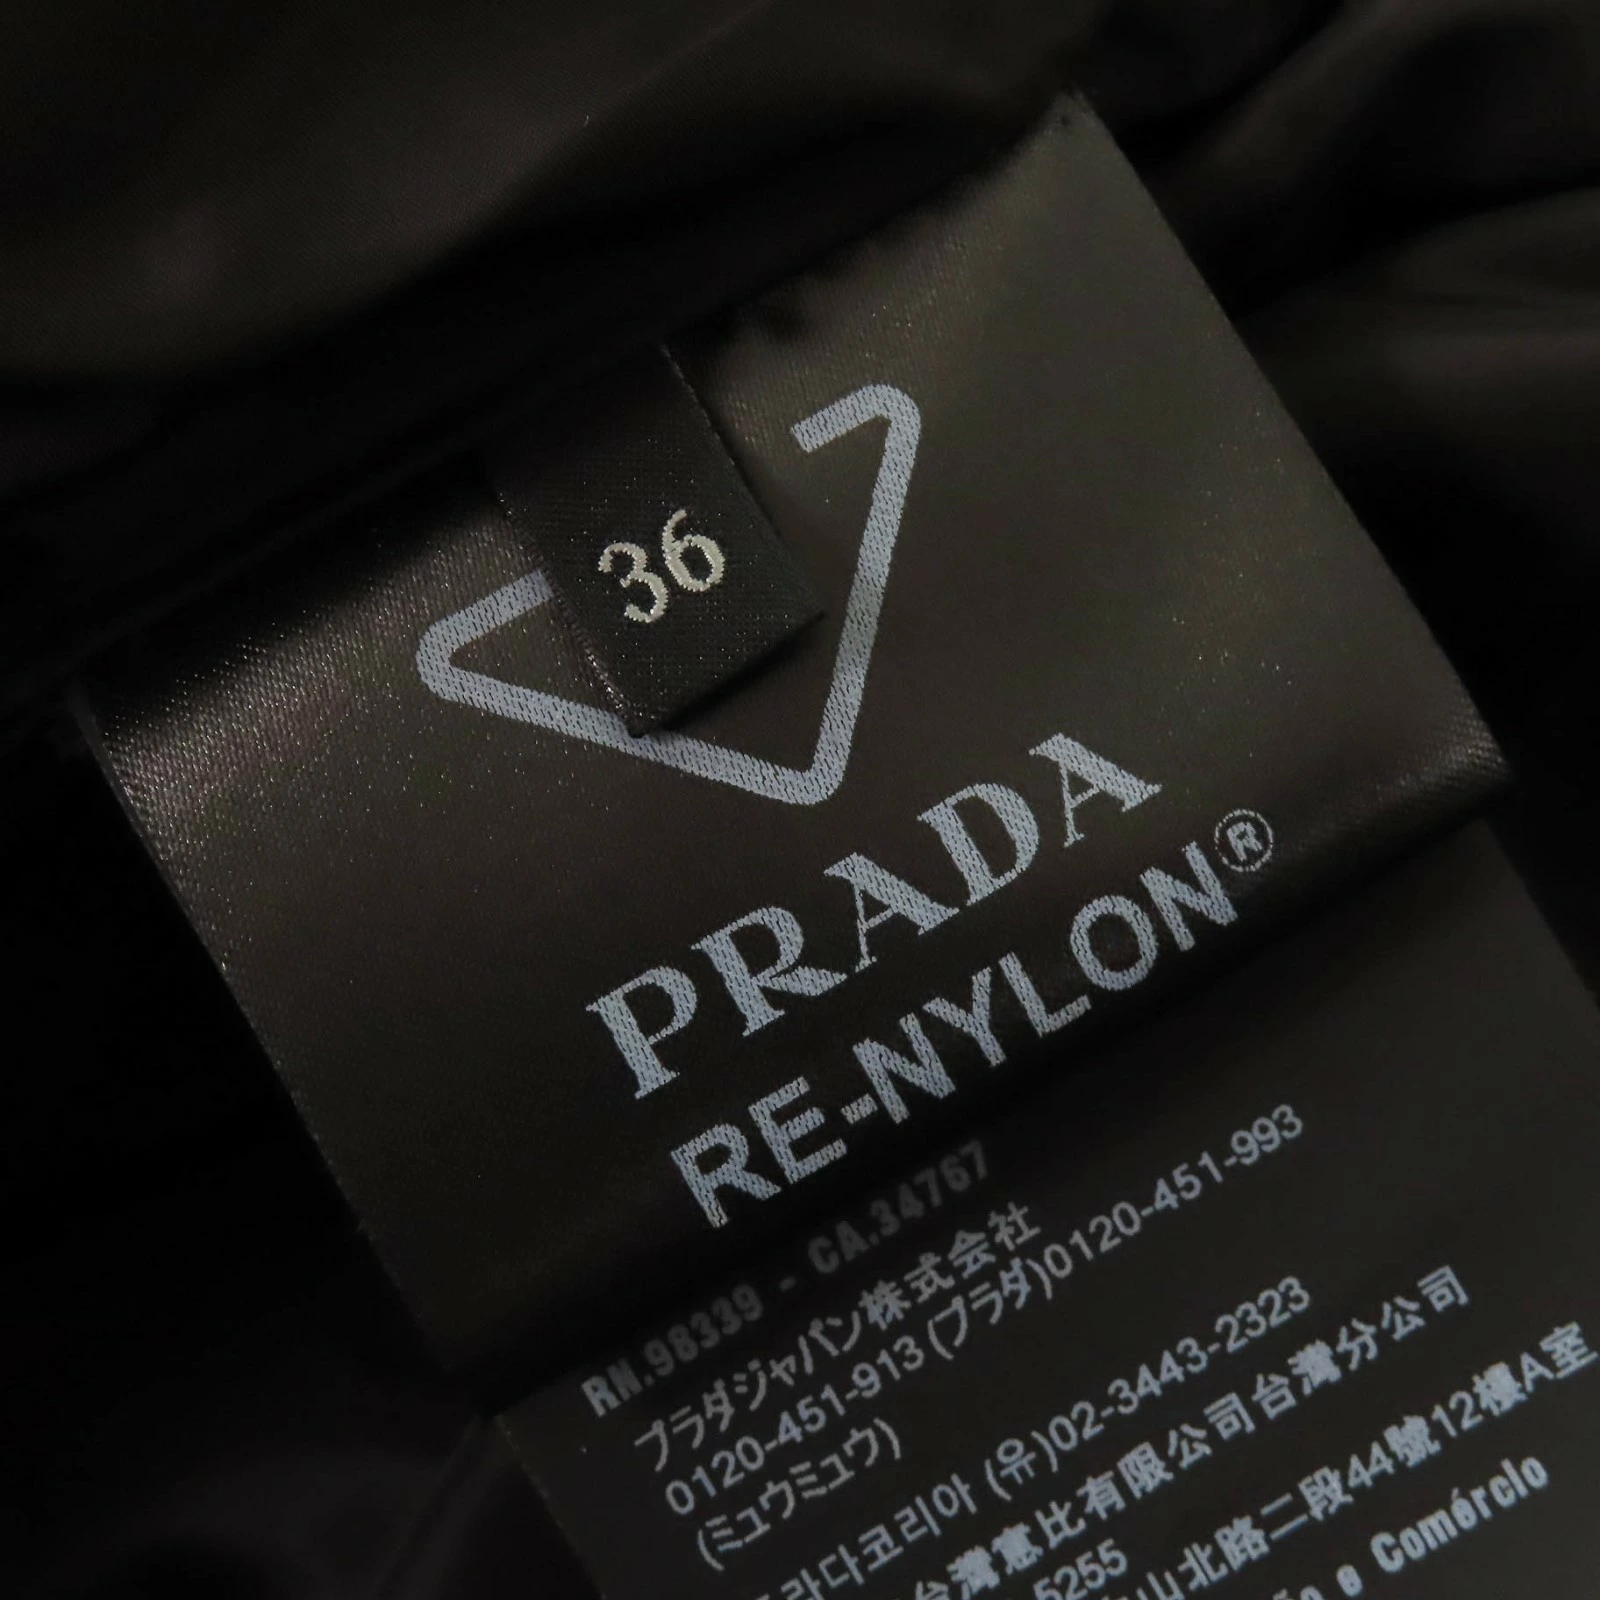 36
PRADA
RE-NYLON®
RN.98339 - CA.34767
プラダジャパン株式会社
0120-451-913 (プラダ)0120-451-993
(ミュウミュウ)
프라다코리아 (유)02-3443-2323
台灣惠比有限公司台灣分公司
山北路二段44號12樓A室
5255
e Comércio